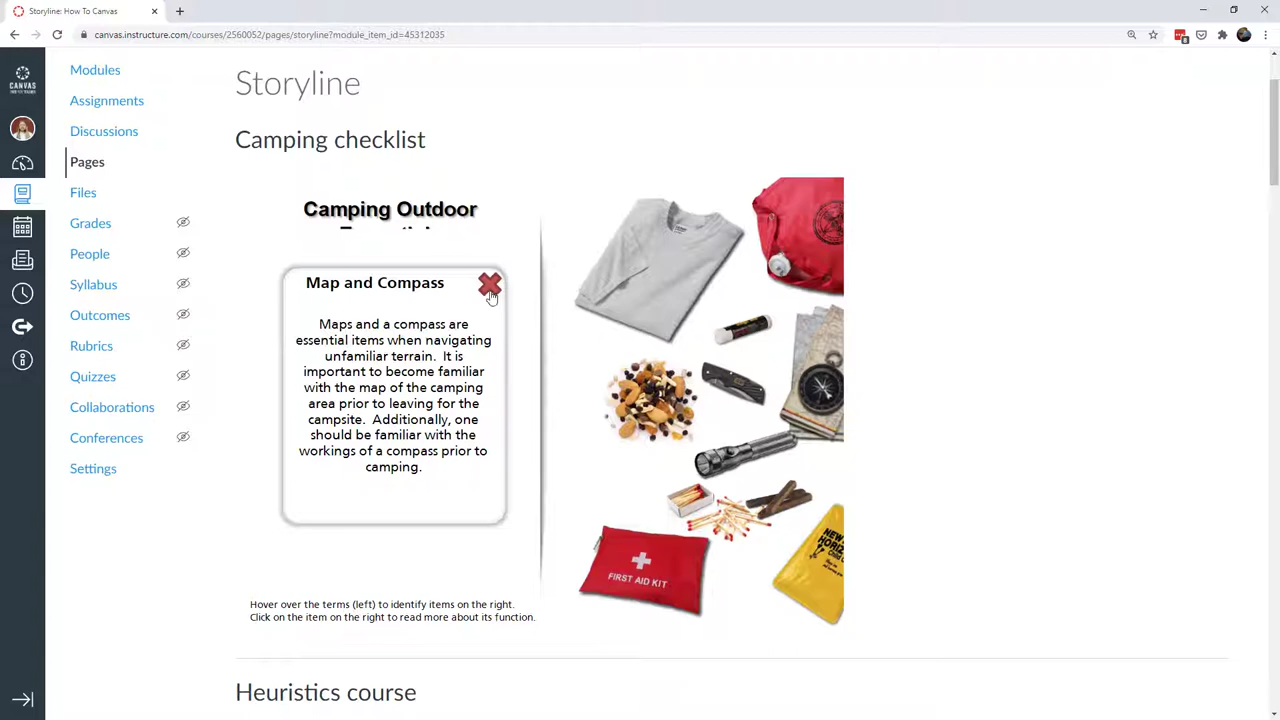 Storyline: How To Canvas
canvas.instructure.com/courses/2560052/pages/storyline?module_item_id=45312035
CANVAS
Modules
Assignments
Discussions
Pages
Files
Grades
People
Syllabus
Outcomes
Rubrics
Quizzes
Collaborations
Conferences
Settings
Storyline
Camping checklist
Camping Outdoor
Map and Compass
Maps and a compass are
essential items when navigating
unfamiliar terrain. It is
important to become familiar
with the map of the camping
area prior to leaving for the
campsite. Additionally, one
should be familiar with the
workings of a compass prior to
camping.
FIRST AID KIT
Hover over the terms (left) to identify items on the right.
Click on the item on the right to read more about its function.
Heuristics course